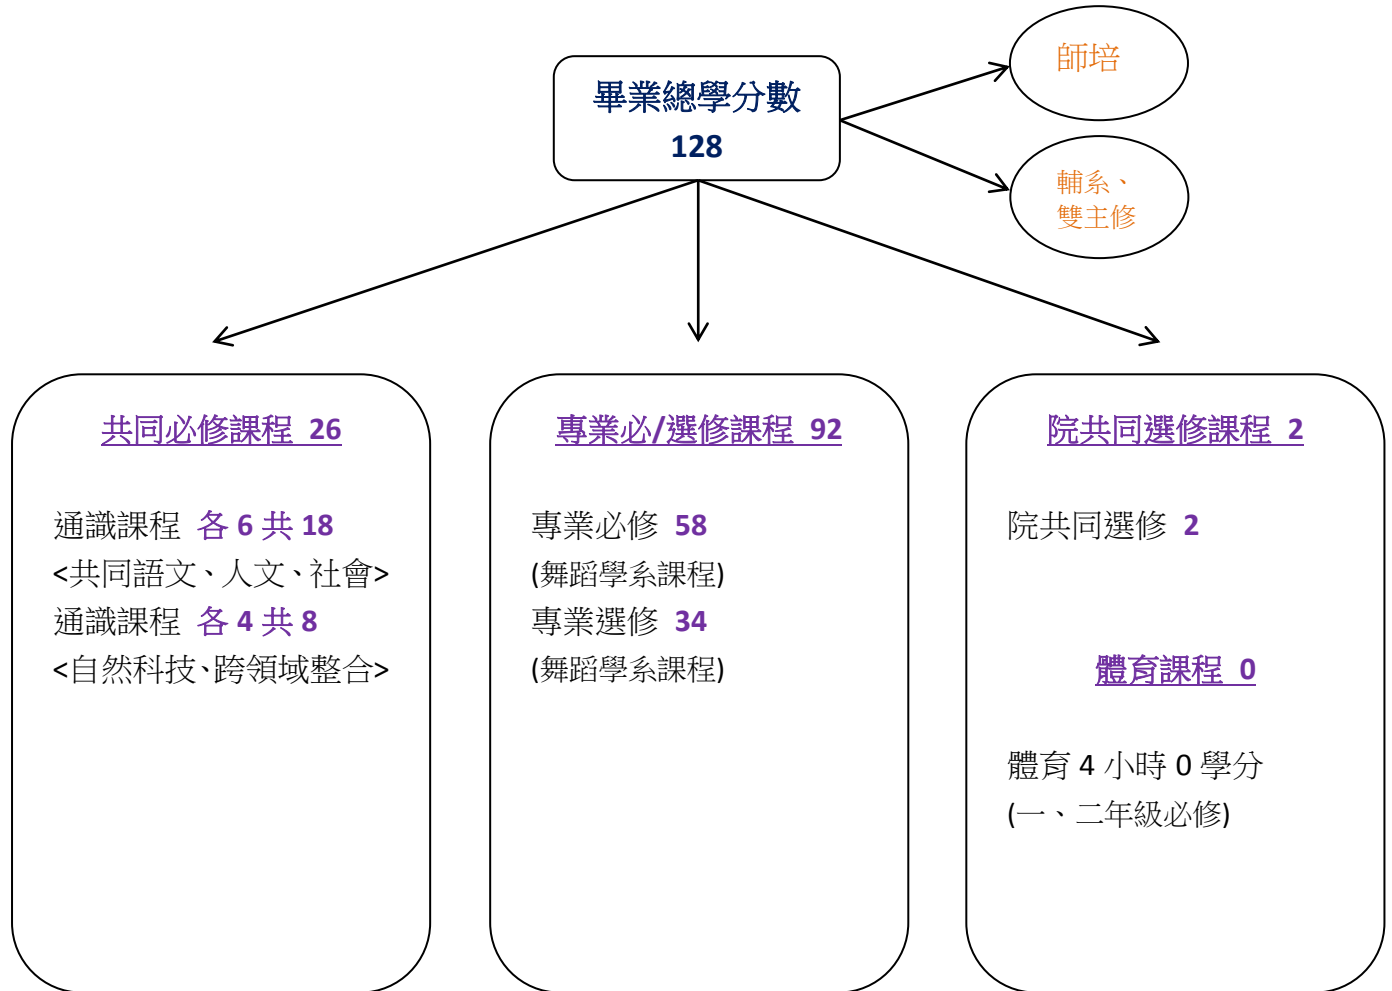 師培
畢業總學分數
128
輔系、
雙主修
共同必修課程 26
通識課程 各 6 共 18
<共同語文、人文、社會>
通識課程 各 4 共 8
<自然科技、跨領域整合>
專業必/選修課程 92
專業必修 58
(舞蹈學系課程)
專業選修 34
(舞蹈學系課程)
院共同選修課程 2
院共同選修 2
體育課程 0
體育 4 小時 0 學分
(一、二年級必修)